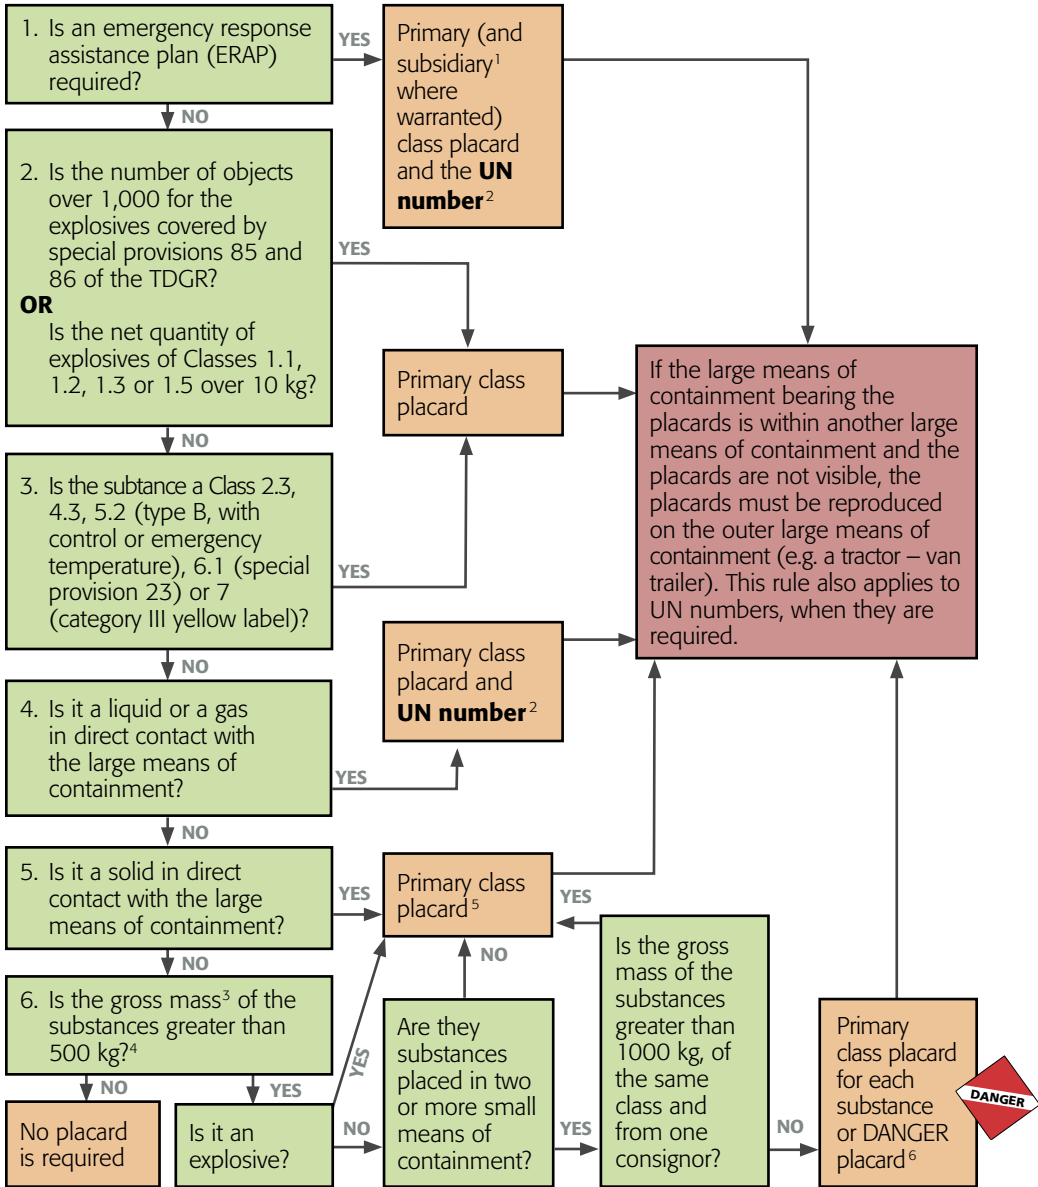 1. Is an emergency response
assistance plan (ERAP)
required?
YES
Primary (and
subsidiary1
where
warranted)
class placard
and the UN
number2
NO
2. Is the number of objects
over 1,000 for the
explosives covered by
special provisions 85 and
86 of the TDGR?
OR
Is the net quantity of
explosives of Classes 1.1,
1.2, 1.3 or 1.5 over 10 kg?
YES
Primary class
placard
If the large means of
containment bearing the
placards is within another large
means of containment and the
placards are not visible, the
placards must be reproduced
on the outer large means of
containment (e.g. a tractor – van
trailer). This rule also applies to
UN numbers, when they are
required.
NO
3. Is the subtance a Class 2.3,
4.3, 5.2 (type B, with
control or emergency
temperature), 6.1 (special
provision 23) or 7
(category III yellow label)?
YES
NO
4. Is it a liquid or a gas
in direct contact with
the large means of
containment?
YES
Primary class
placard and
UN number2
NO
5. Is it a solid in direct
contact with the large
means of containment?
YES
Primary class
placard5
YES
NO
NO
6. Is the gross mass3 of the
substances greater than
500 kg?4
NO
No placard
is required
YES
Is it an
explosive?
YES
NO
Are they
substances
placed in two
or more small
means of
containment?
YES
Is the gross
mass of the
substances
greater than
1000 kg, of
the same
class and
from one
consignor?
NO
Primary
class placard
for each
substance
or DANGER
placard6
DANGER